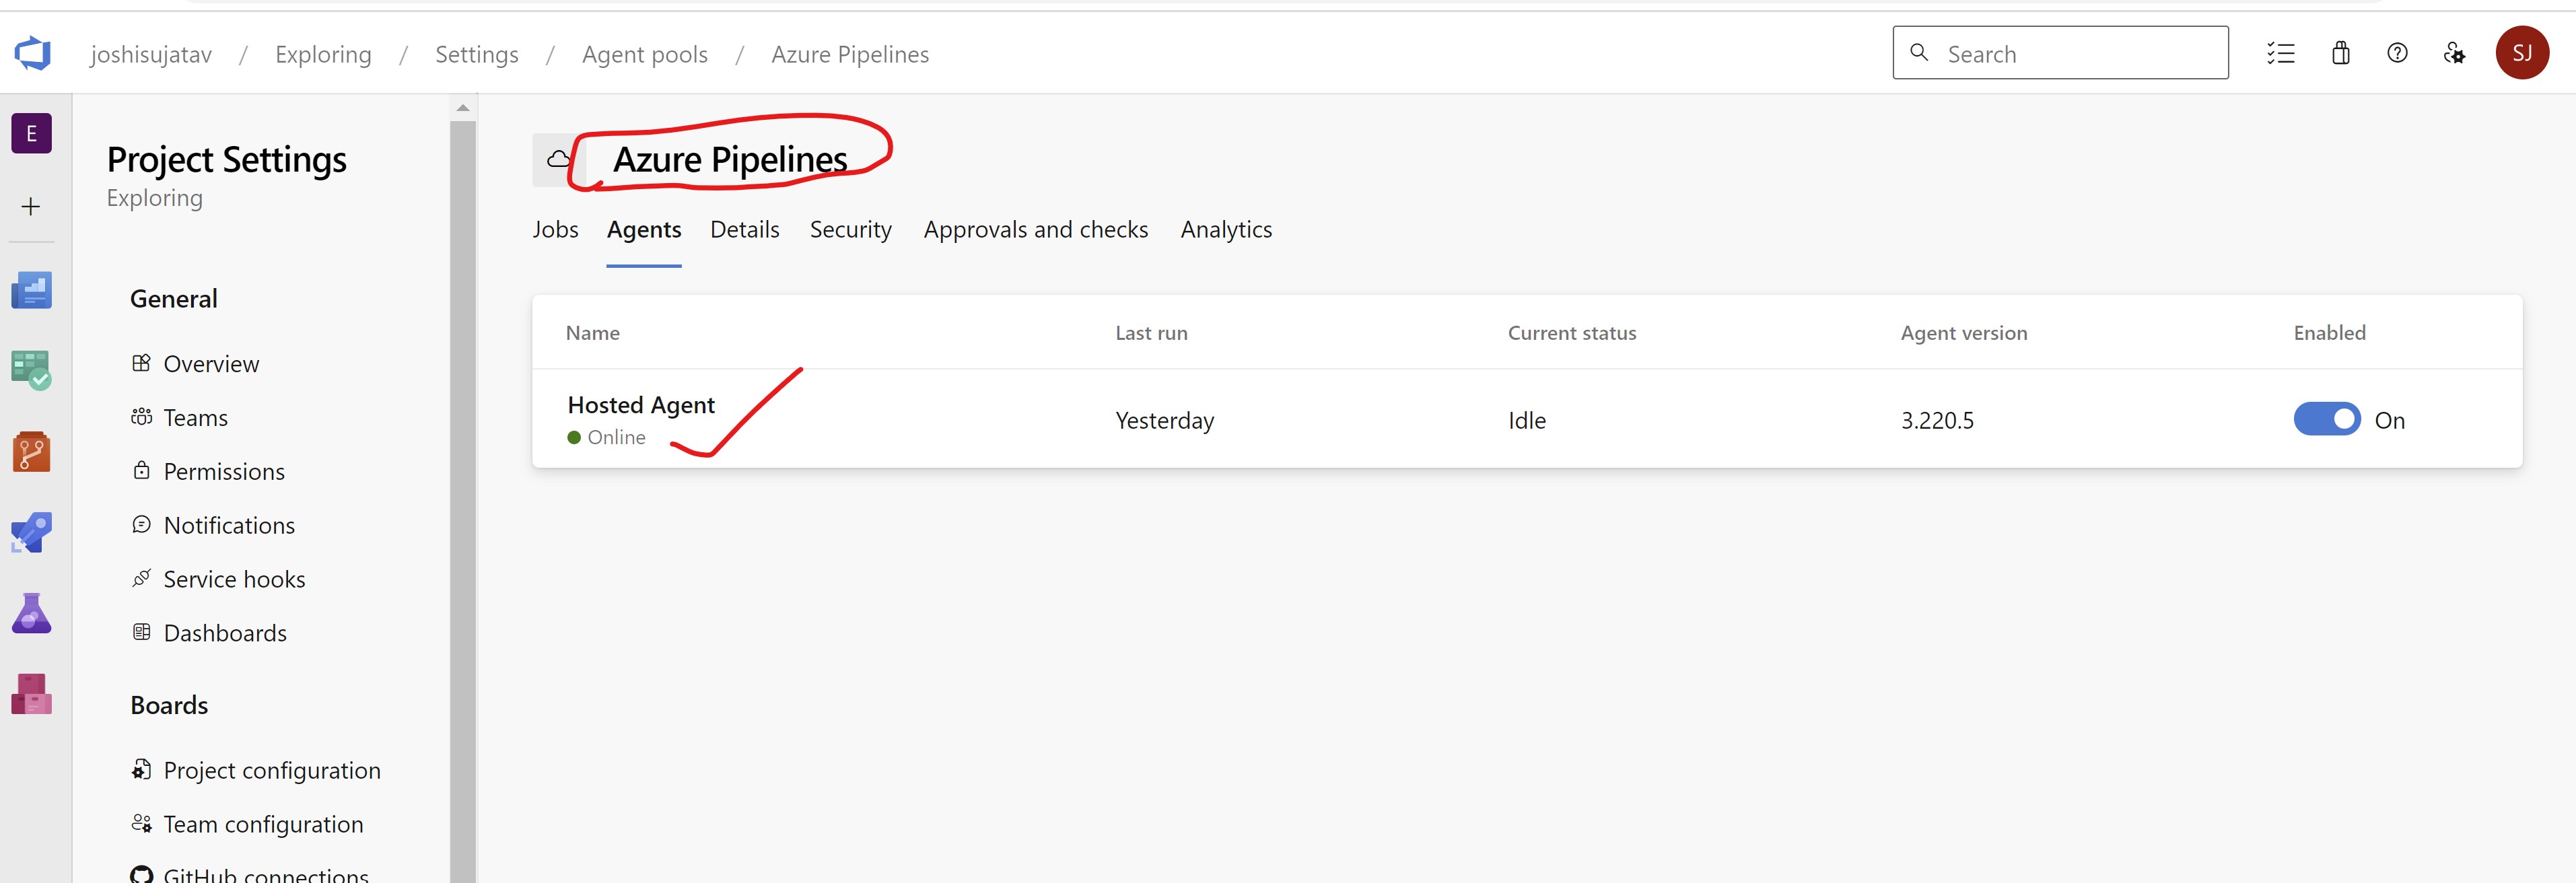 joshisujatav / Exploring / Settings / Agent pools / Azure Pipelines
Search
SJ
E
Project Settings
Exploring
General
Overview
Teams
Permissions
Notifications
Service hooks
Dashboards
Boards
Project configuration
Team configuration
GitHub connections
Azure Pipelines
Jobs Agents Details Security Approvals and checks Analytics
Name Last run Current status Agent version Enabled
Hosted Agent
Online
Yesterday Idle 3.220.5 On